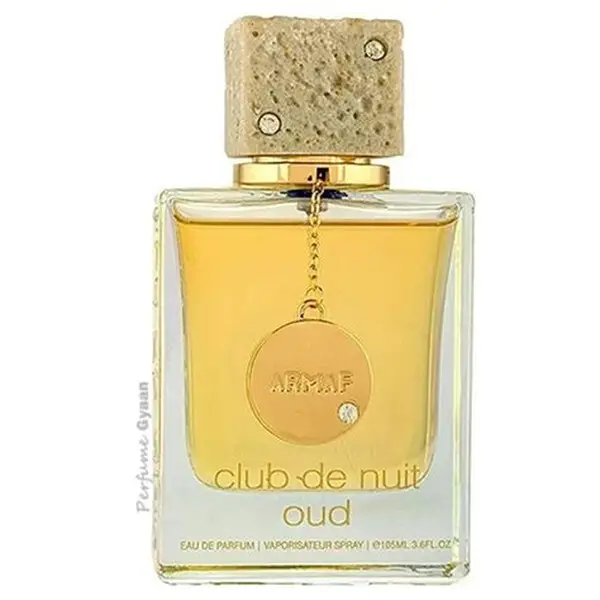 ARMAF
club de nuit
oud
EAU DE PARFUM | VAPORISATEUR SPRAY | ℮105ML 3.6FL.OZ
Perfume Gyaan